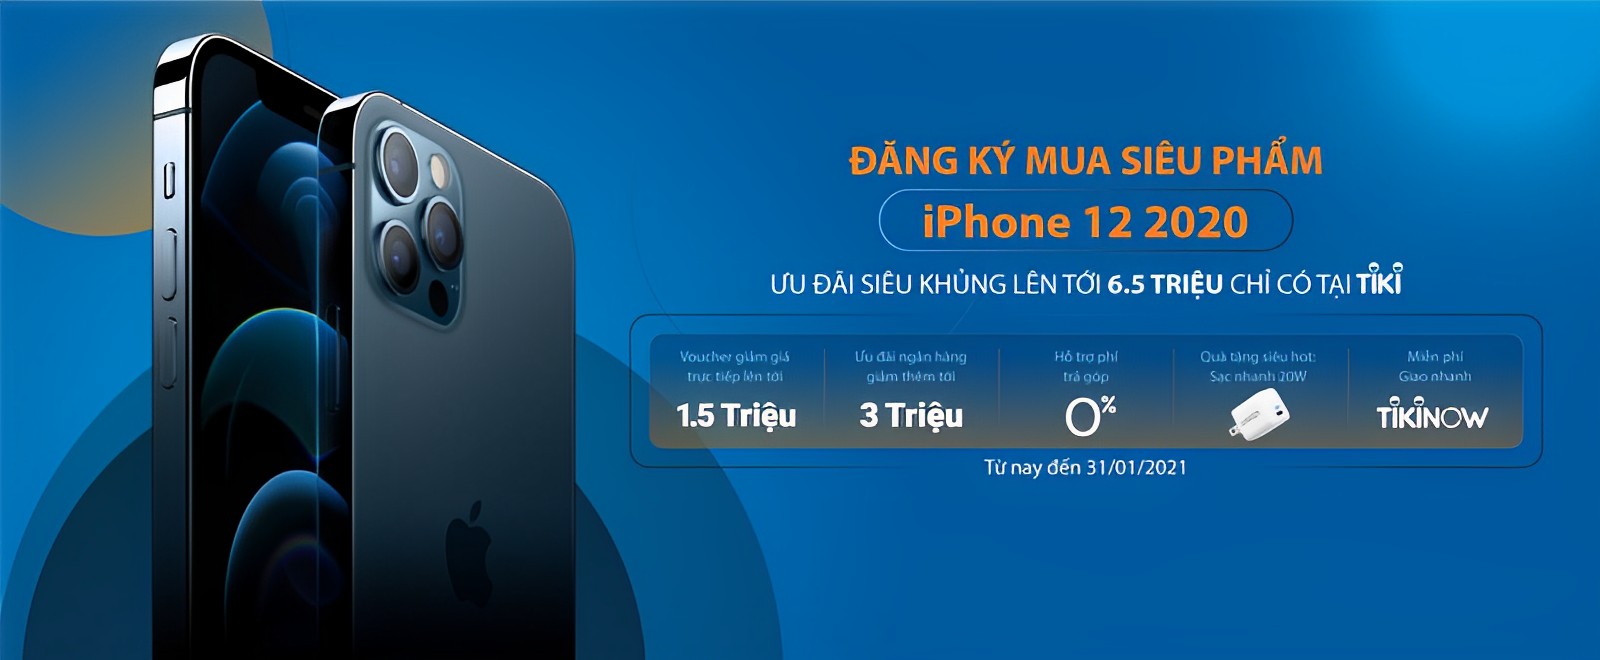 ĐĂNG KÝ MUA SIÊU PHẨM
iPhone 12 2020
ƯU ĐÃI SIÊU KHỦNG LÊN TỚI 6.5 TRIỆU CHỈ CÓ TẠI TIKI
Voucher giảm giá
trực tiếp lên tới
1.5 Triệu
Ưu đãi ngân hàng
giảm thêm tới
3 Triệu
Hỗ trợ phí
trả góp
0%
Quà tặng siêu hot:
Sạc nhanh 20W
Miễn phí
Giao nhanh
TIKINOW
Từ nay đến 31/01/2021